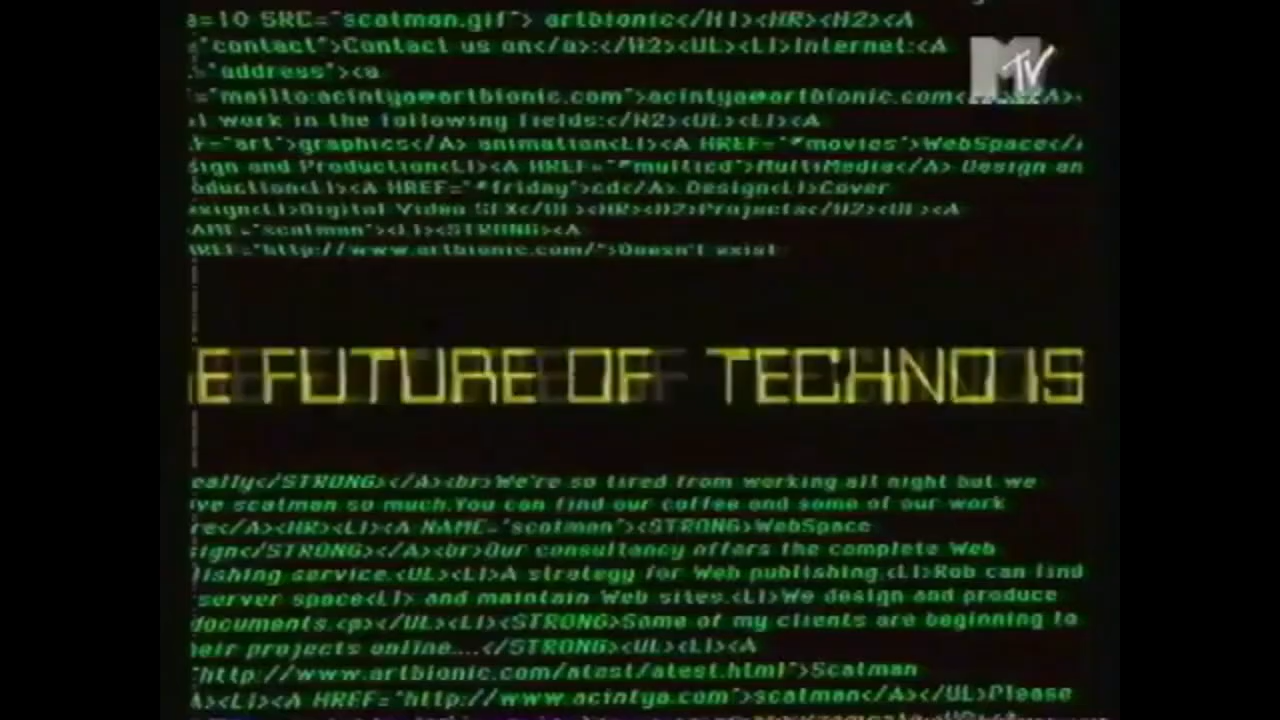 a=10 SRC="scatman.gif"> artbionic</H1><HR><H2><A
="contact">Contact us on</a>:</H2><UL><LI>Internet:<A
="address"><a
="mailto:acintya@artbionic.com">acintya@artbionic.com<
MTV
l work in the following fields:</H2><UL><LI><A
="art">graphics</A> animation<LI><A HREF="*movies">WebSpace</
sign and Production<LI><A HREF="*multicd">MultiMedia</A> Design an
oduction<LI><A HREF="*friday">cd</A> Design<LI>Cover
esign<LI>Digital Video SFX</UL><HR><H2>Projects</H2><UL><A
NAME="scatman"><LI><STRONG><A
HREF="http://www.artbionic.com/">Doesn't exist
E FUTURE OF TECHNO IS
eally</STRONG></A><br>We're so tired from working all night but we
ve scatman so much.You can find our coffee and some of our work
re</A><HR><LI><A NAME="scatman"><STRONG>WebSpace
sign</STRONG></A><br>Our consultancy offers the complete Web
lishing service.<UL><LI>A strategy for Web publishing.<LI>Rob can find
server space<LI> and maintain Web sites.<LI>We design and produce
documents.<p></UL><LI><STRONG>Some of my clients are beginning to
eir projects online....</STRONG><UL><LI><A
"http://www.artbionic.com/atest/atest.html">Scatman
A><LI><A HREF="http://www.acintya.com">scatman</A></UL>Please